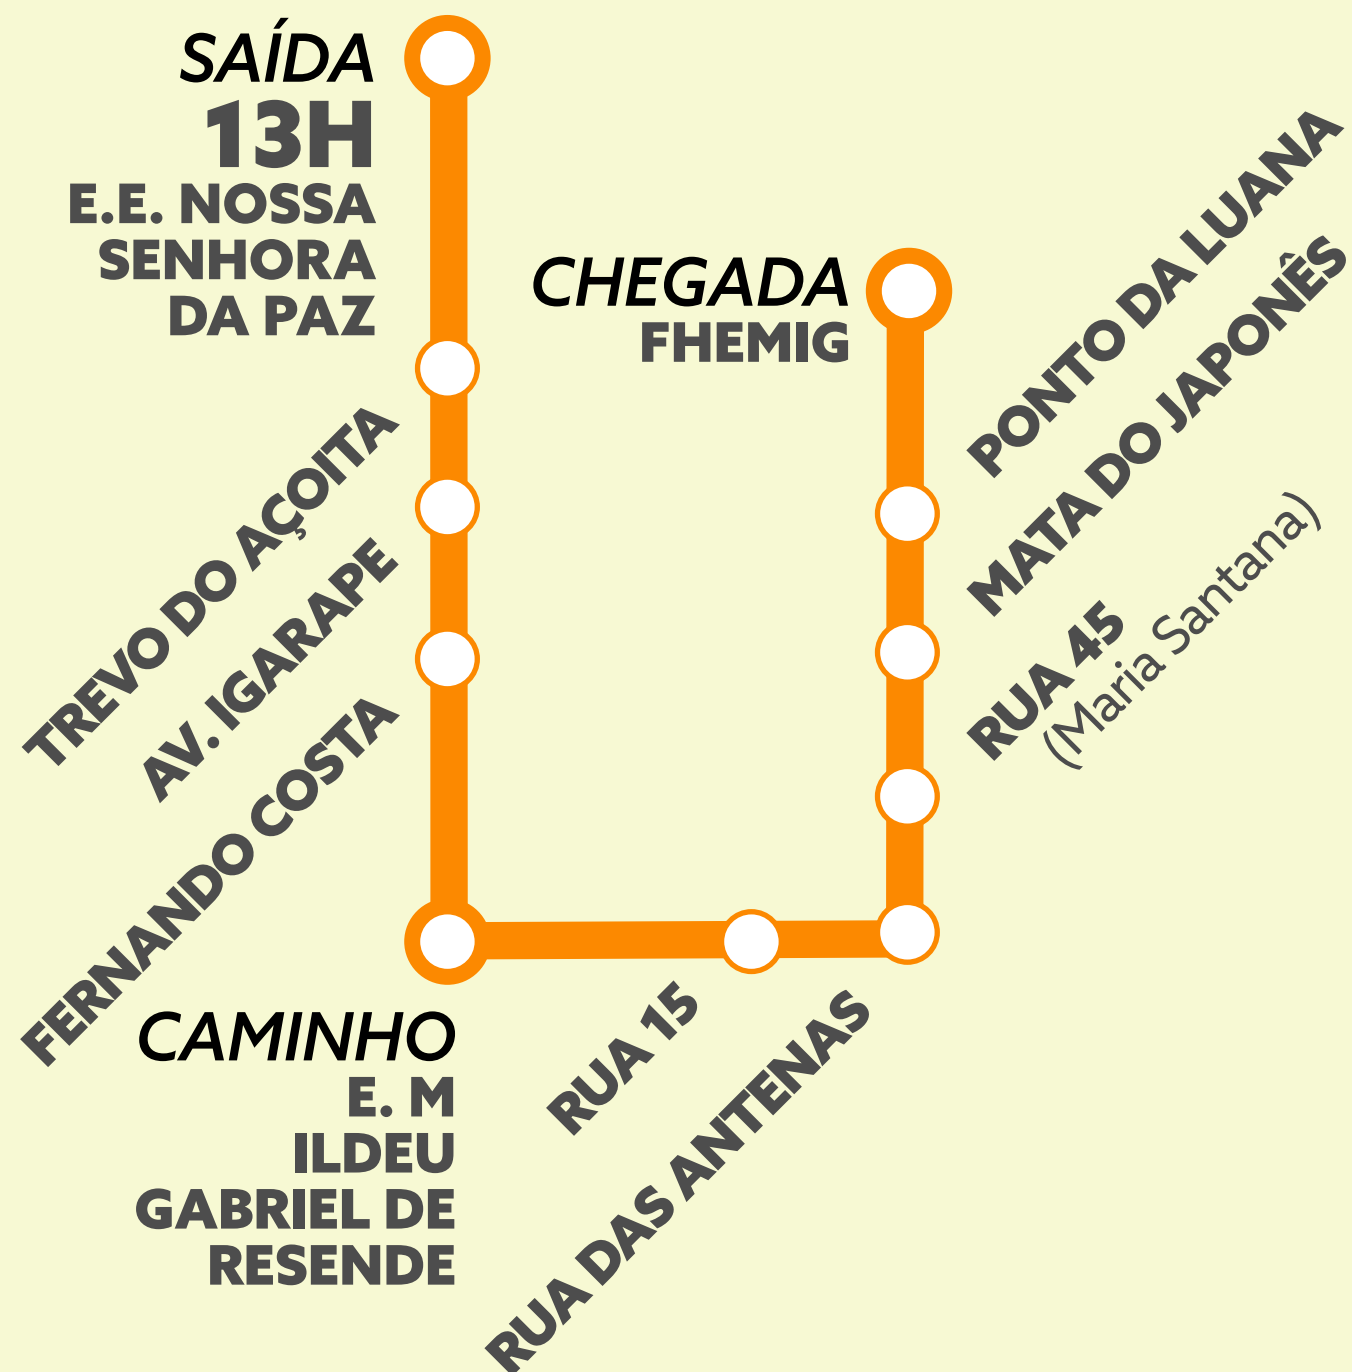 SAÍDA
13H
E.E. NOSSA
SENHORA
DA PAZ
TREVO DO AÇOITA
AV. IGARAPE
FERNANDO COSTA
CAMINHO
E. M
ILDEU
GABRIEL DE
RESENDE
RUA 15
RUA DAS ANTENAS
RUA 45
(Maria Santana)
MATA DO JAPONÊS
PONTO DA LUANA
CHEGADA
FHEMIG